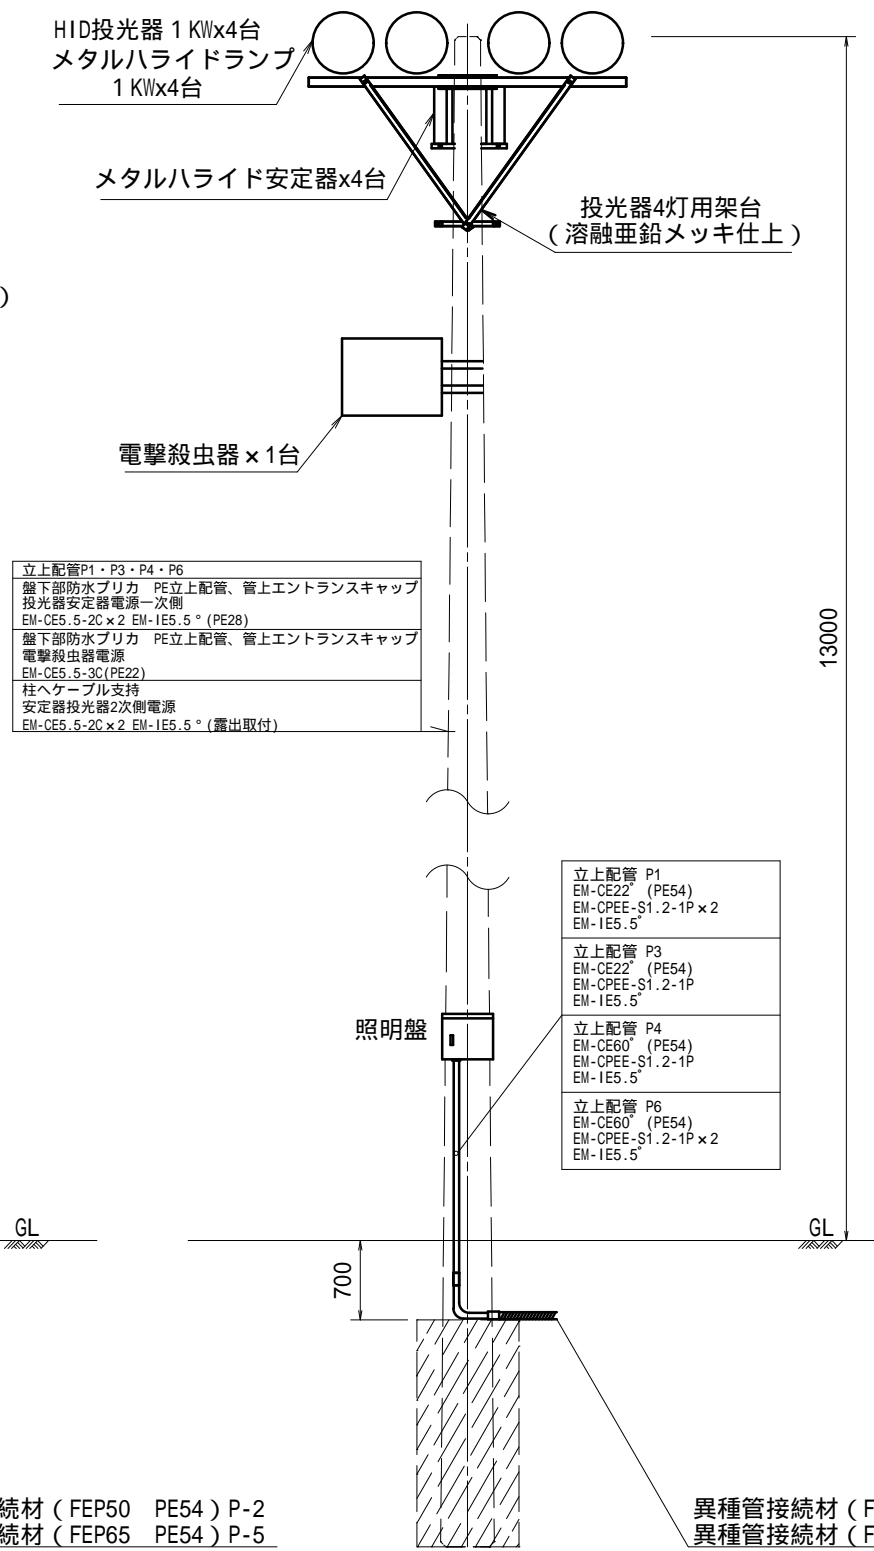 HID投光器 1KWx4台
メタルハライドランプ
1KWx4台
メタルハライド安定器x4台
投光器4灯用架台
(溶融亜鉛メッキ仕上)
)
電撃殺虫器×1台
立上配管P1・P3・P4・P6
盤下部防水プリカ　PE立上配管、管上エントランスキャップ
投光器安定器電源一次側
EM-CE5.5-2C×2 EM-IE5.5°(PE28)
盤下部防水プリカ　PE立上配管、管上エントランスキャップ
電撃殺虫器電源
EM-CE5.5-3C(PE22)
柱へケーブル支持
安定器投光器2次側電源
EM-CE5.5-2C×2 EM-IE5.5°(露出取付)
13000
立上配管 P1
EM-CE22° (PE54)
EM-CPEE-S1.2-1P×2
EM-IE5.5°
立上配管 P3
EM-CE22° (PE54)
EM-CPEE-S1.2-1P
EM-IE5.5°
立上配管 P4
EM-CE60° (PE54)
EM-CPEE-S1.2-1P
EM-IE5.5°
立上配管 P6
EM-CE60° (PE54)
EM-CPEE-S1.2-1P×2
EM-IE5.5°
照明盤
GL
GL
700
続材(FEP50　PE54)P-2
続材(FEP65　PE54)P-5
異種管接続材(F
異種管接続材(F